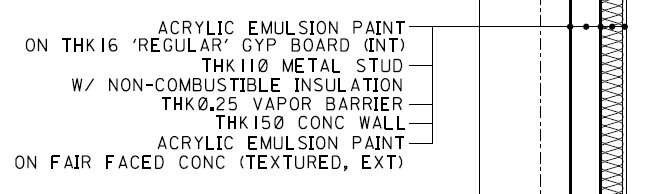 ACRYLIC EMULSION PAINT
ON THK16 'REGULAR' GYP BOARD (INT)
THK110 METAL STUD
W/ NON-COMBUSTIBLE INSULATION
THK0.25 VAPOR BARRIER
THK150 CONC WALL
ACRYLIC EMULSION PAINT
ON FAIR FACED CONC (TEXTURED, EXT)